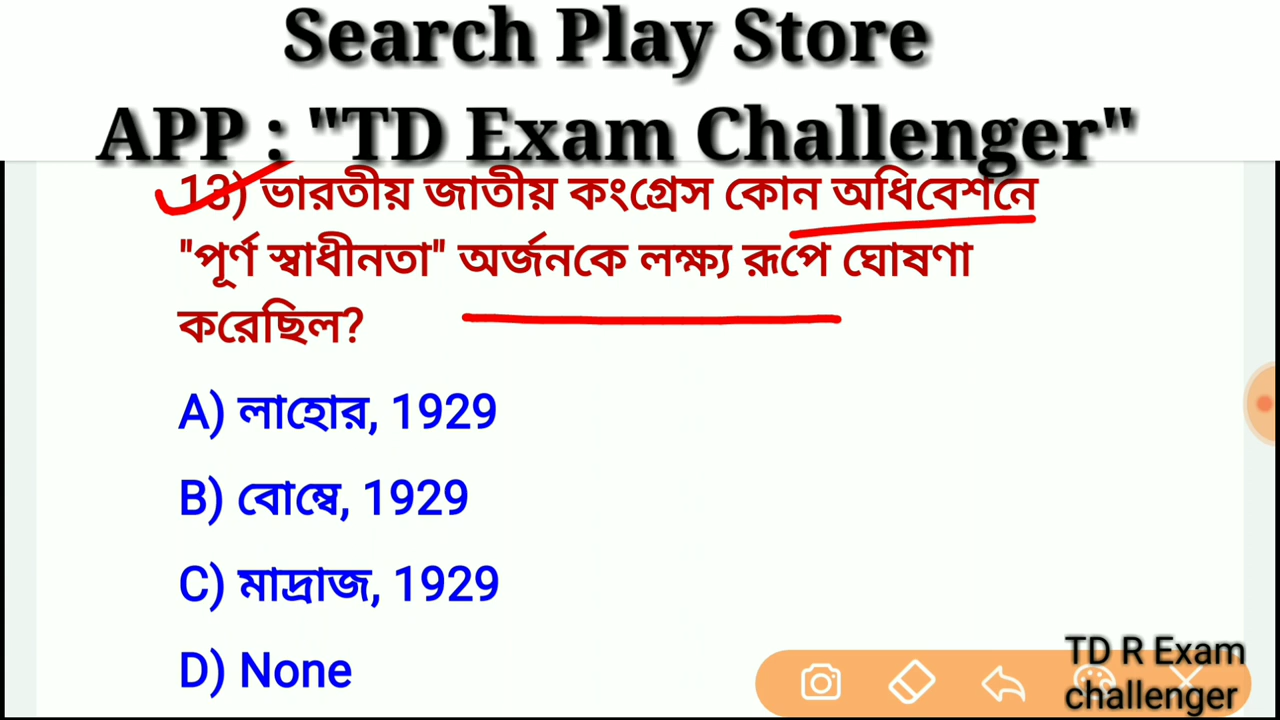 Search Play Store
APP : "TD Exam Challenger"
13) ভারতীয় জাতীয় কংগ্রেস কোন অধিবেশনে
"পূর্ণ স্বাধীনতা" অর্জনকে লক্ষ্য রূপে ঘোষণা
করেছিল?
A) লাহোর, 1929
B) বোম্বে, 1929
C) মাদ্রাজ, 1929
D) None
TD R Exam
challenger